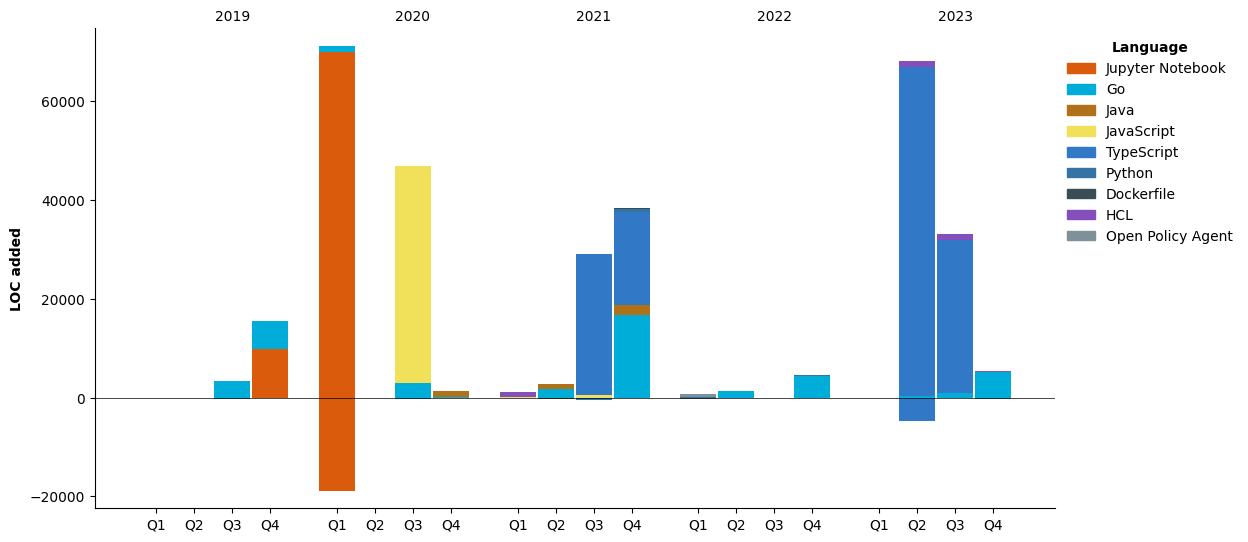 2019 2020 2021 2022 2023
Language
Jupyter Notebook
Go
Java
JavaScript
TypeScript
Python
Dockerfile
HCL
Open Policy Agent
LOC added
60000
40000
20000
0
−20000
Q1 Q2 Q3 Q4 Q1 Q2 Q3 Q4 Q1 Q2 Q3 Q4 Q1 Q2 Q3 Q4 Q1 Q2 Q3 Q4